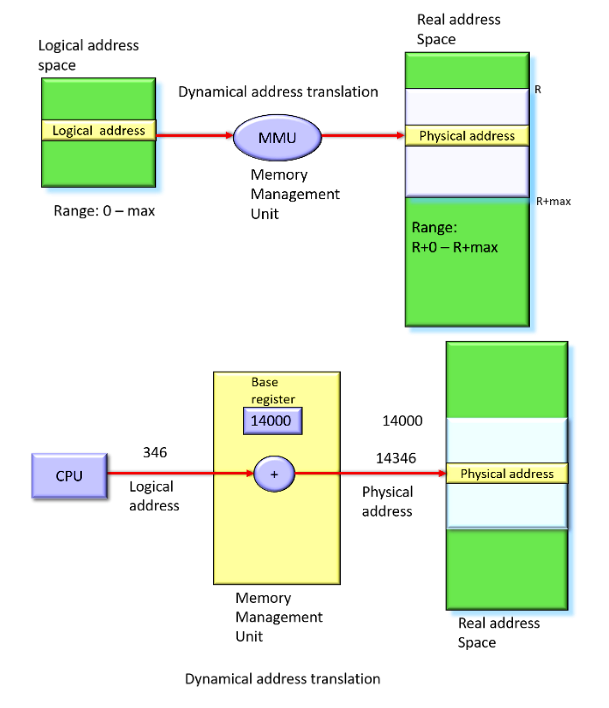 Real address
Space
Logical address
space
Dynamical address translation
R
Logical address
MMU
Physical address
Memory
Management
Unit
Range: 0 – max
R+max
Range:
R+0 – R+max
Base
register
14000
14000
346
14346
CPU
+
Physical address
Logical
address
Physical
address
Memory
Management
Unit
Real address
Space
Dynamical address translation